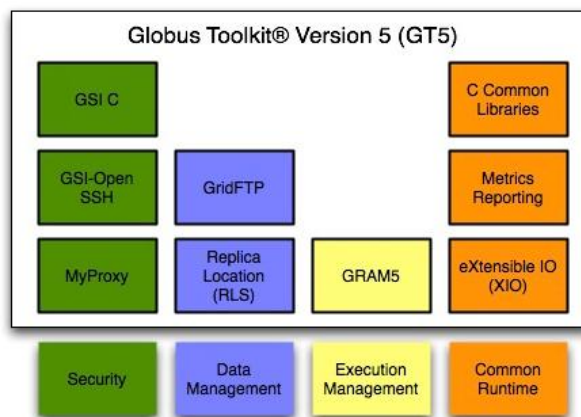 Globus Toolkit® Version 5 (GT5)
GSI C
C Common
Libraries
GSI-Open
SSH
GridFTP
Metrics
Reporting
MyProxy
Replica
Location
(RLS)
GRAM5
eXtensible IO
(XIO)
Security
Data
Management
Execution
Management
Common
Runtime